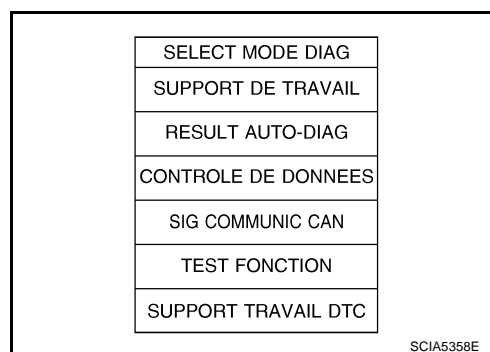 SELECT MODE DIAG
SUPPORT DE TRAVAIL
RESULT AUTO-DIAG
CONTROLE DE DONNEES
SIG COMMUNIC CAN
TEST FONCTION
SUPPORT TRAVAIL DTC
SCIA5358E